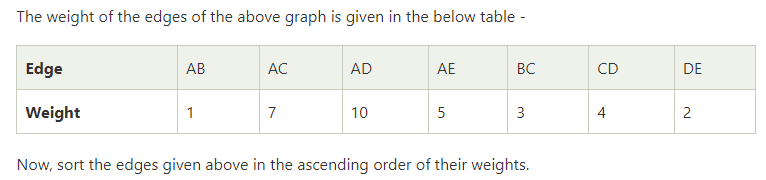 The weight of the edges of the above graph is given in the below table -
Edge AB AC AD AE BC CD DE
Weight 1 7 10 5 3 4 2
Now, sort the edges given above in the ascending order of their weights.